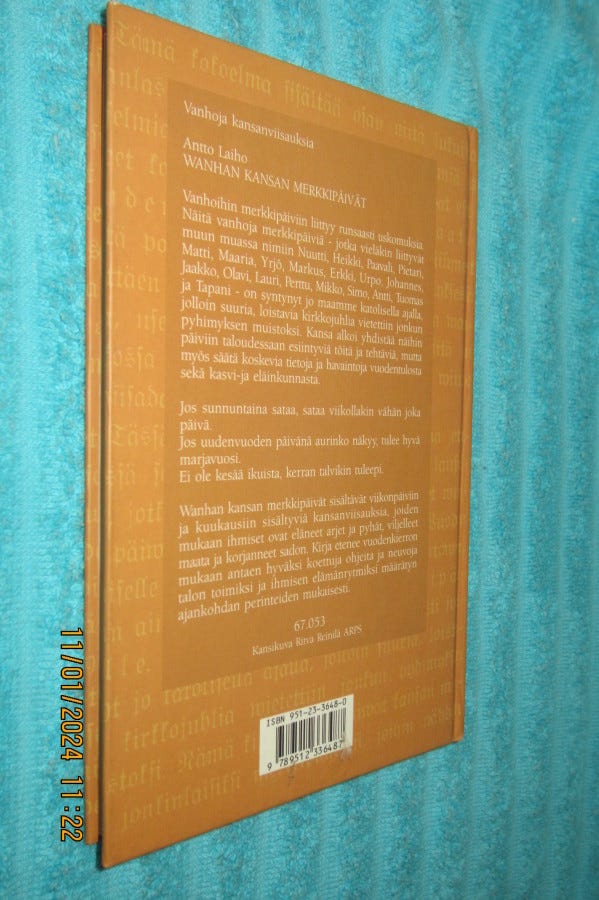 Vanhoja kansanviisauksia
Antto Laiho
WANHAN KANSAN MERKKIPÄIVÄT
Vanhoihin merkkipäiviin liittyy runsaasti uskomuksia.
Näitä vanhoja merkkipäiviä - jotka vieläkin liittyvät
muun muassa nimiin Nuutti, Heikki, Paavali, Pietari,
Matti, Maaria, Yrjö, Markus, Erkki, Urpo, Johannes,
Jaakko, Olavi, Lauri, Perttu, Mikko, Simo, Antti, Tuomas
ja Tapani - on syntynyt jo maamme katolisella ajalla,
jolloin suuria, loistavia kirkkojuhlia vietettiin jonkun
pyhimyksen muistoksi. Kansa alkoi yhdistää näihin
päiviin taloudessaan esiintyviä töitä ja tehtäviä, mutta
myös säätä koskevia tietoja ja havaintoja vuodentulosta
sekä kasvi-ja eläinkunnasta.
Jos sunnuntaina sataa, sataa viikollakin vähän joka
päivä.
Jos uudenvuoden päivänä aurinko näkyy, tulee hyvä
marjavuosi.
Ei ole kesää ikuista, kerran talvikin tuleepi.
Wanhan kansan merkkipäivät sisältävät viikonpäiviin
ja kuukausiin sisältyviä kansanviisauksia, joiden
mukaan ihmiset ovat eläneet arjet ja pyhät, viljelleet
maata ja korjanneet sadon. Kirja etenee vuodenkierron
mukaan antaen hyväksi koettuja ohjeita ja neuvoja
talon toimiksi ja ihmisen elämänrytmiksi määrätyn
ajankohdan perinteiden mukaisesti.
67.053
Kansikuva Ritva Reinilä ARPS
ISBN 951-23-3648-0
9 789512 336487
11/01/2024 11:22
Tämä kokoelma sisältää